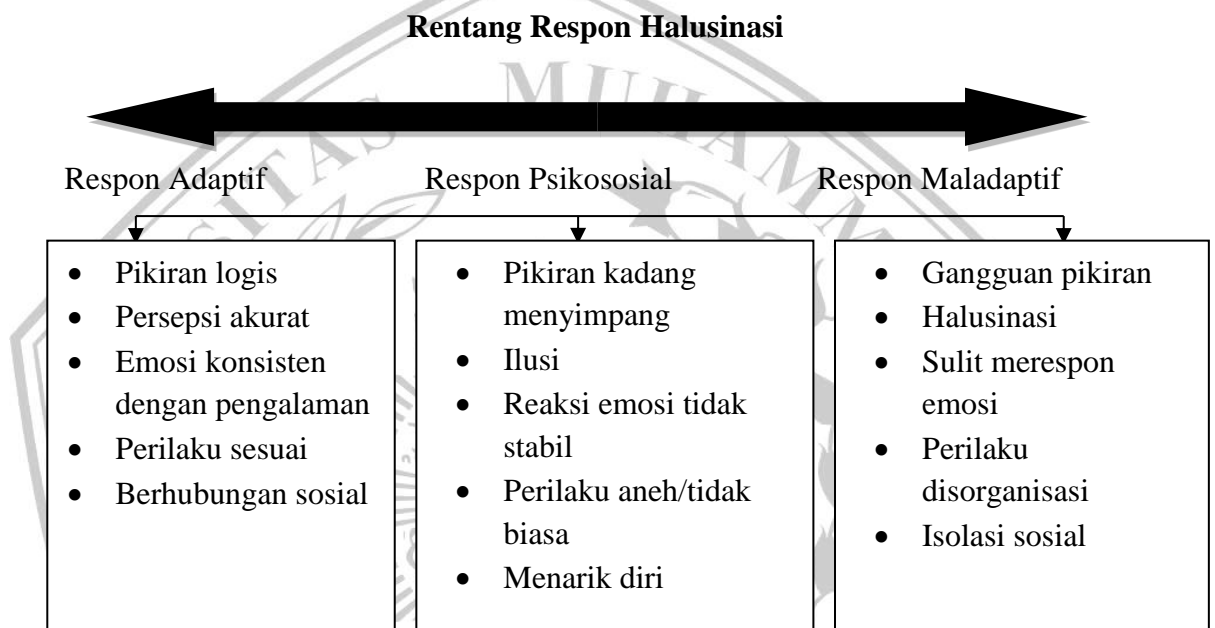 Rentang Respon Halusinasi
MUHAMM
SITAS
Respon Adaptif
Respon Psikososial
Respon Maladaptif
• Pikiran logis
• Persepsi akurat
• Emosi konsisten
dengan pengalaman
• Perilaku sesuai
• Berhubungan sosial
• Pikiran kadang
menyimpang
• Ilusi
• Reaksi emosi tidak
stabil
• Perilaku aneh/tidak
biasa
• Menarik diri
• Gangguan pikiran
• Halusinasi
• Sulit merespon
emosi
• Perilaku
disorganisasi
• Isolasi sosial